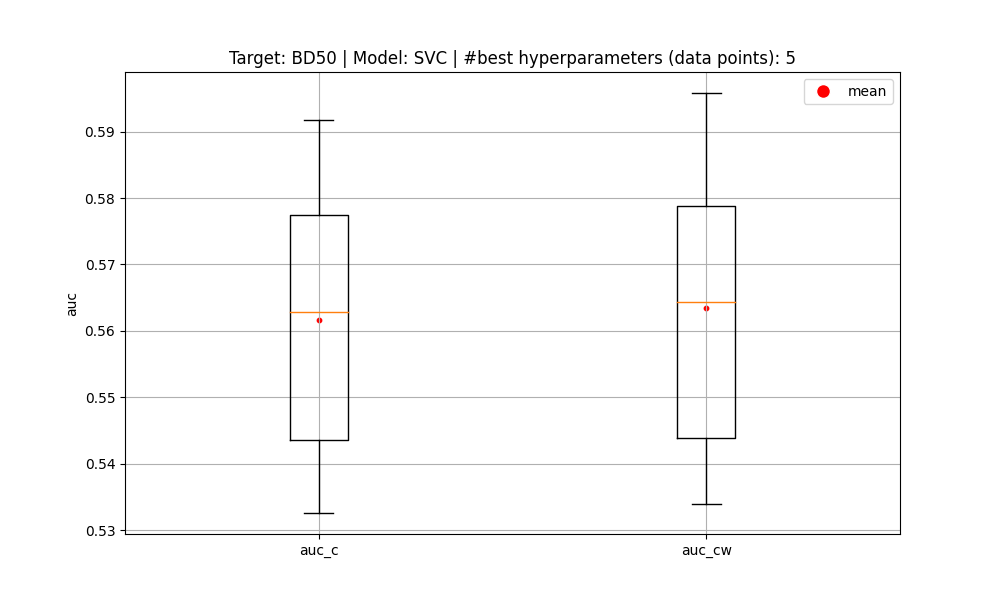 Target: BD50 | Model: SVC | #best hyperparameters (data points): 5
mean
0.59
0.58
0.57
0.56
0.55
0.54
0.53
auc
auc_c
auc_cw